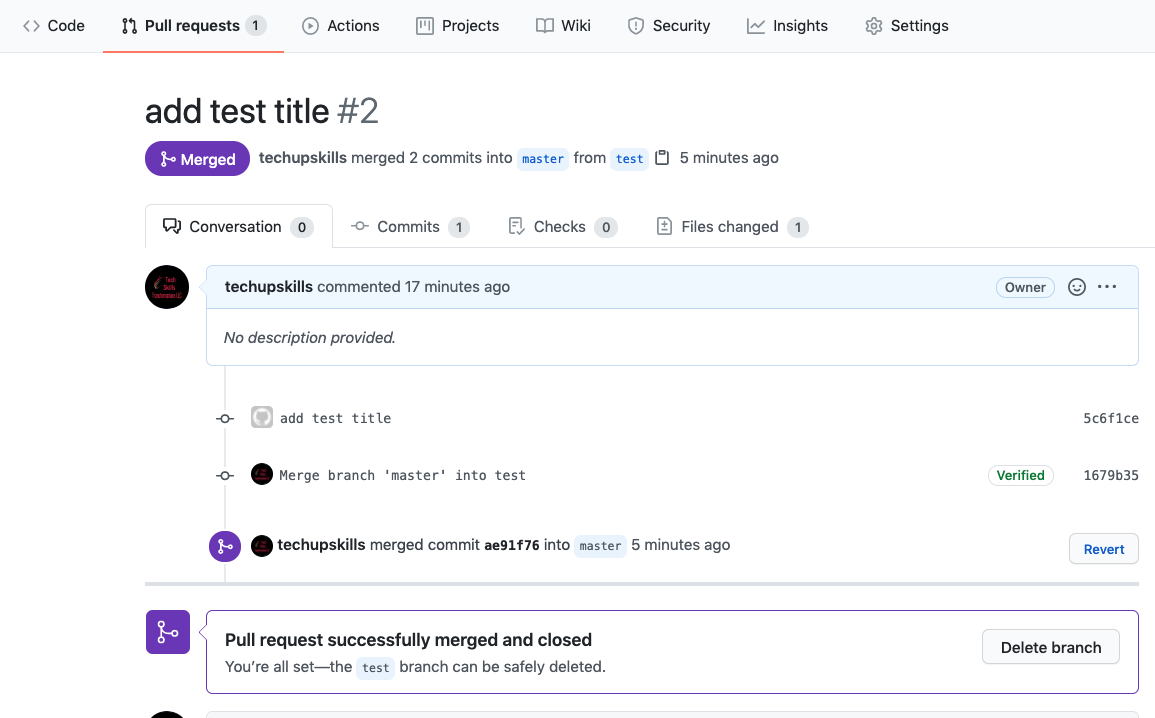 Code Pull requests 1 Actions Projects Wiki Security Insights Settings
add test title #2
Merged techupskills merged 2 commits into master from test 5 minutes ago
Conversation 0 Commits 1 Checks 0 Files changed 1
techupskills commented 17 minutes ago Owner
No description provided.
add test title 5c6f1ce
Merge branch 'master' into test Verified 1679b35
techupskills merged commit ae91f76 into master 5 minutes ago Revert
Pull request successfully merged and closed
You're all set—the test branch can be safely deleted. Delete branch